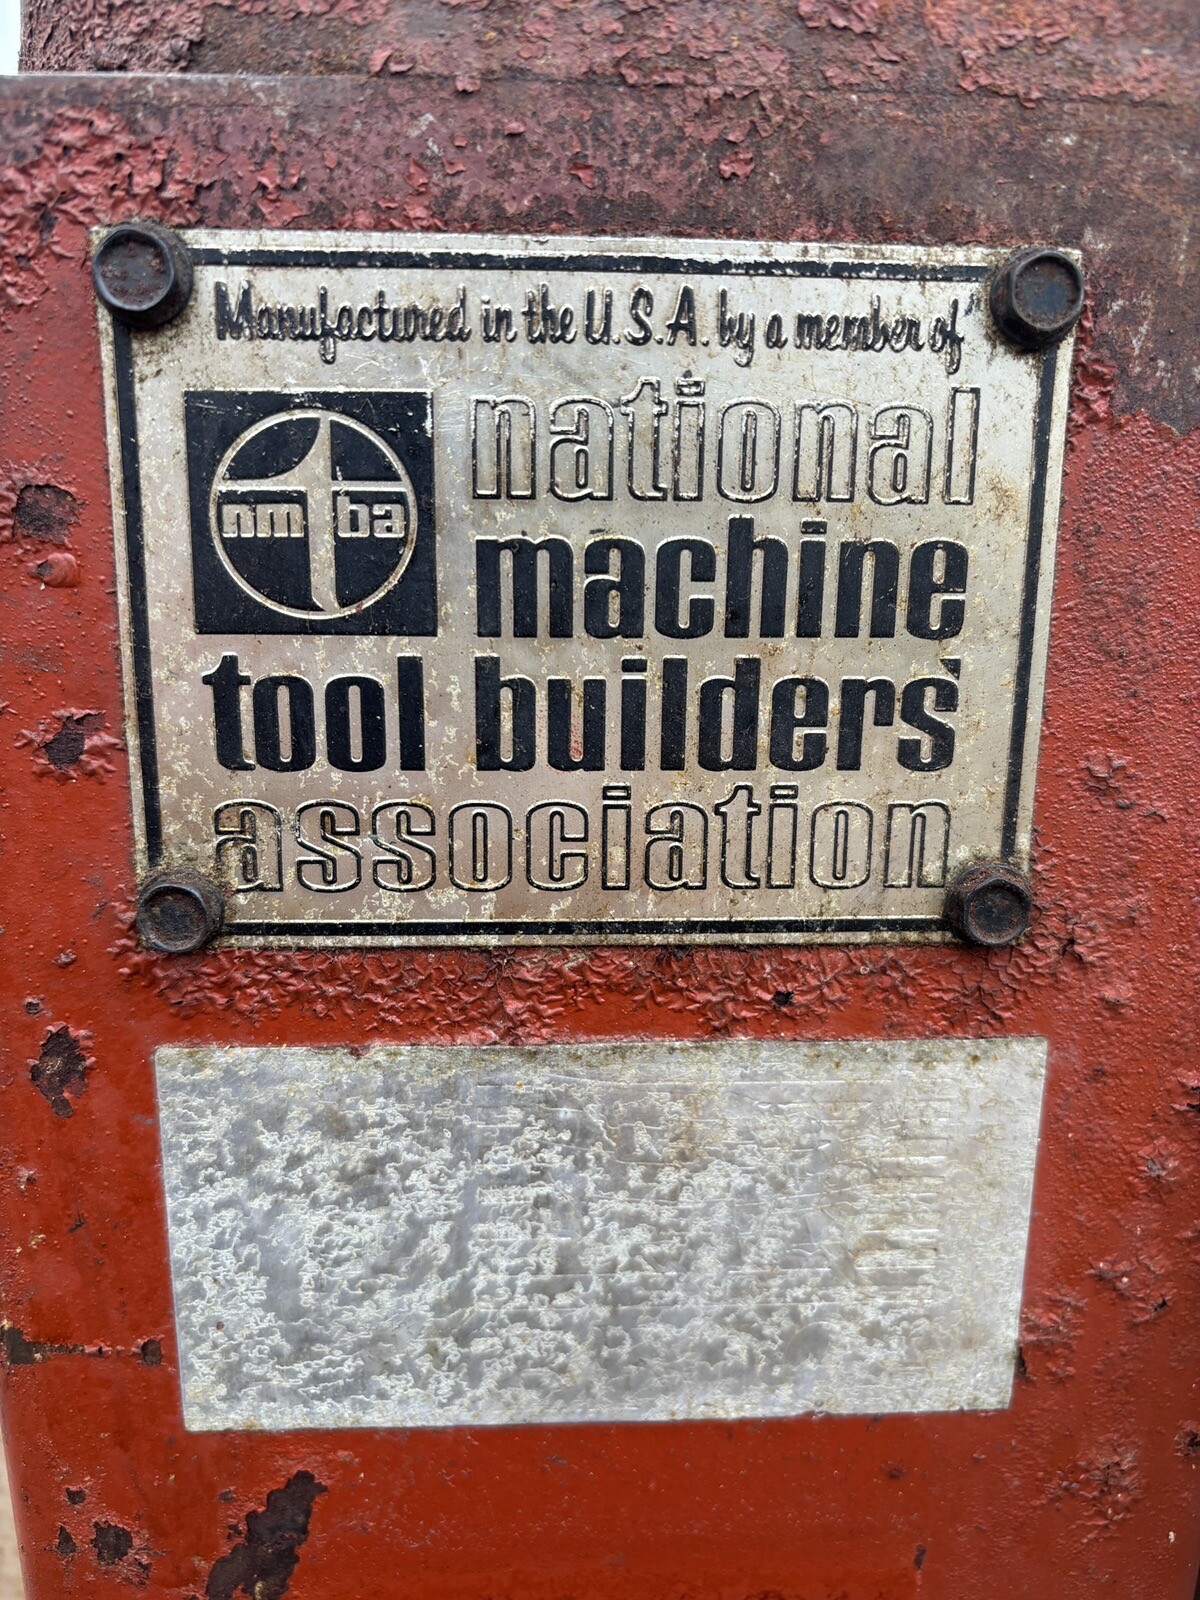 Manufactured in the U.S.A. by a member of
nmtba
national
machine
tool builders'
association